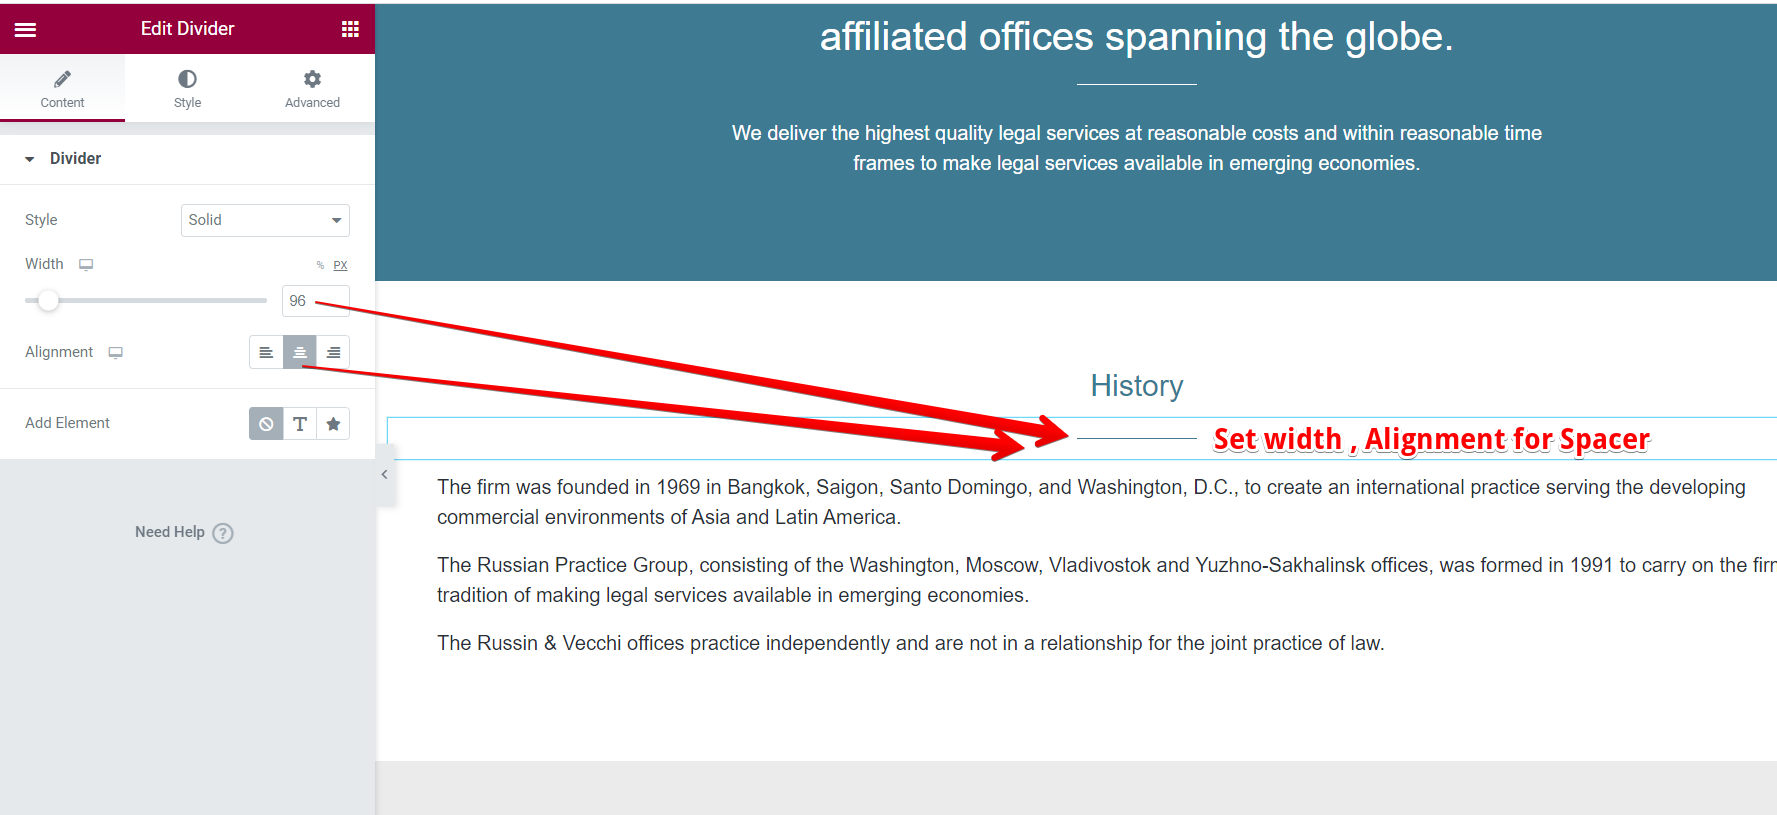 Edit Divider
Content
Style
Advanced
Divider
Style
Solid
Width
% PX
96
Alignment
Add Element
T
Need Help ?
affiliated offices spanning the globe.
We deliver the highest quality legal services at reasonable costs and within reasonable time
frames to make legal services available in emerging economies.
History
Set width , Alignment for Spacer
The firm was founded in 1969 in Bangkok, Saigon, Santo Domingo, and Washington, D.C., to create an international practice serving the developing
commercial environments of Asia and Latin America.
The Russian Practice Group, consisting of the Washington, Moscow, Vladivostok and Yuzhno-Sakhalinsk offices, was formed in 1991 to carry on the
tradition of making legal services available in emerging economies.
The Russin & Vecchi offices practice independently and are not in a relationship for the joint practice of law.